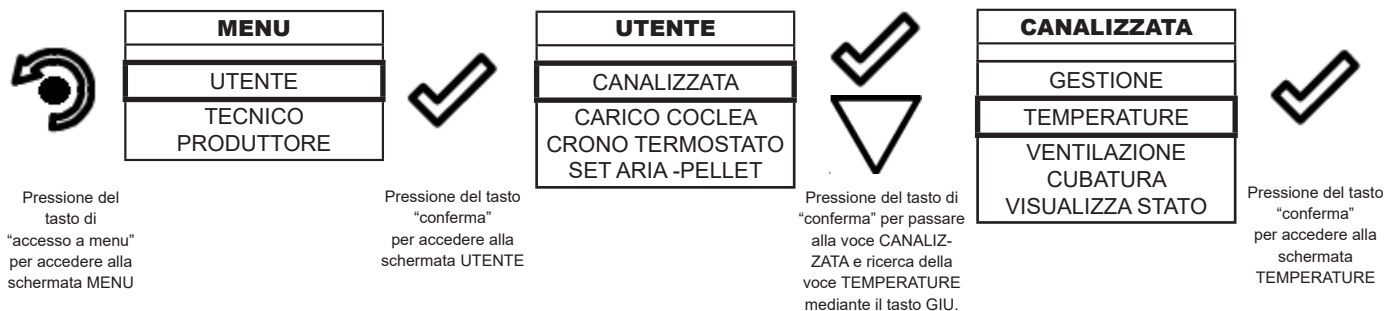 MENU
UTENTE
TECNICO
PRODUTTORE
UTENTE
CANALIZZATA
CARICO COCLEA
CRONO TERMOSTATO
SET ARIA -PELLET
CANALIZZATA
GESTIONE
TEMPERATURE
VENTILAZIONE
CUBATURA
VISUALIZZA STATO
Pressione del
tasto di
“accesso a menu”
per accedere alla
schermata MENU
Pressione del tasto
“conferma”
per accedere alla
schermata UTENTE
Pressione del tasto di
“conferma” per passare
alla voce CANALIZ-
ZATA e ricerca della
voce TEMPERATURE
mediante il tasto GIU.
Pressione del tasto
“conferma”
per accedere alla
schermata
TEMPERATURE